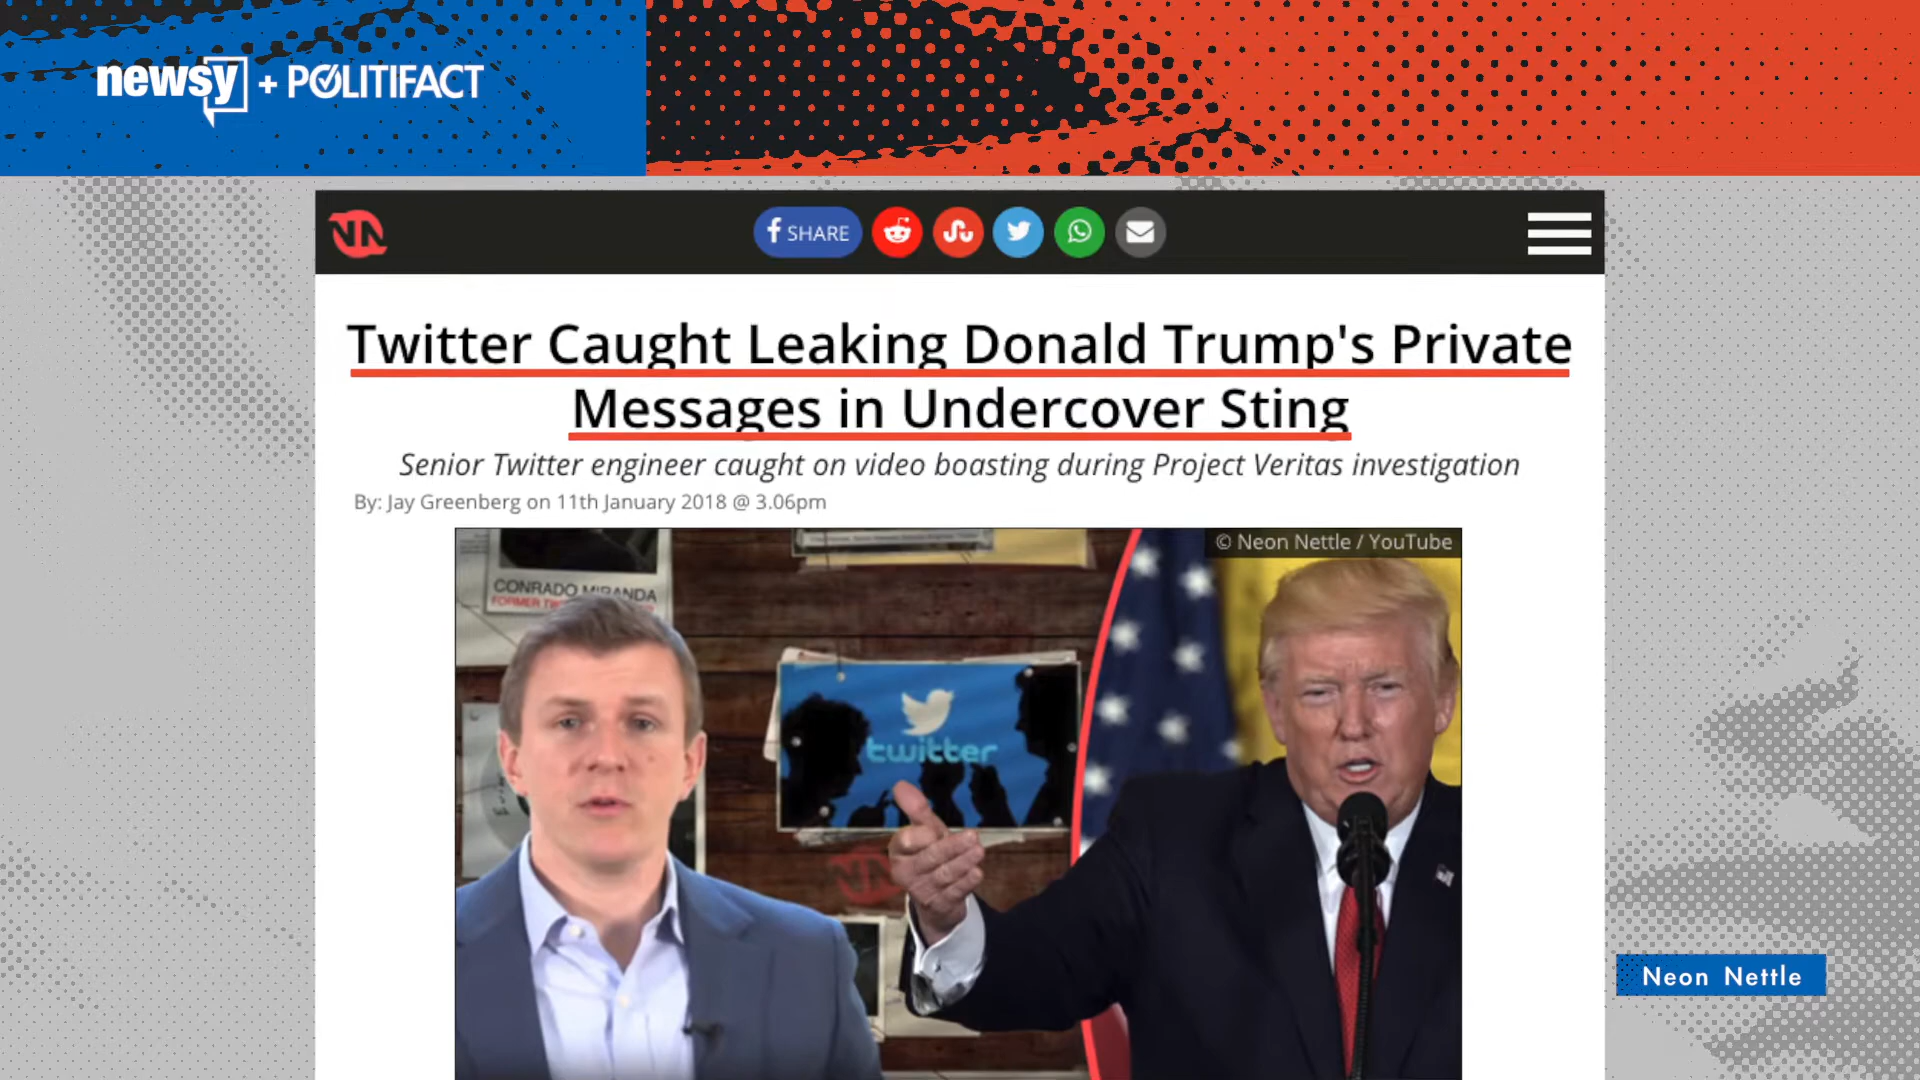 newsy + POLITIFACT
SHARE
Twitter Caught Leaking Donald Trump's Private
Messages in Undercover Sting
Senior Twitter engineer caught on video boasting during Project Veritas investigation
By: Jay Greenberg on 11th January 2018 @ 3.06pm
© Neon Nettle / YouTube
CONRADO MIRANDA
FORMER
twitter
Neon Nettle